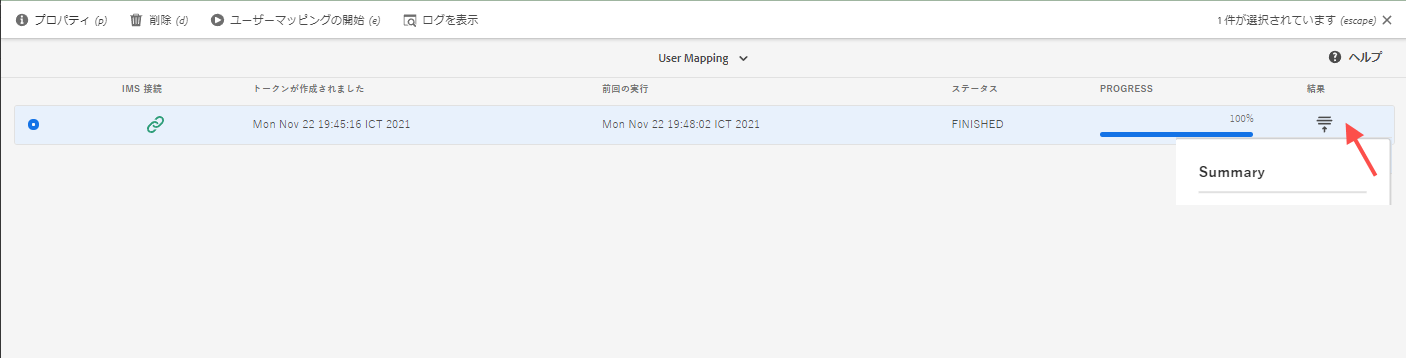 プロパティ (p) 削除 (d) ユーザーマッピングの開始 (e) ログを表示 1 件が選択されています (escape)
User Mapping ヘルプ
IMS 接続 トークンが作成されました 前回の実行 ステータス PROGRESS 結果
Mon Nov 22 19:45:16 ICT 2021 Mon Nov 22 19:48:02 ICT 2021 FINISHED 100%
Summary